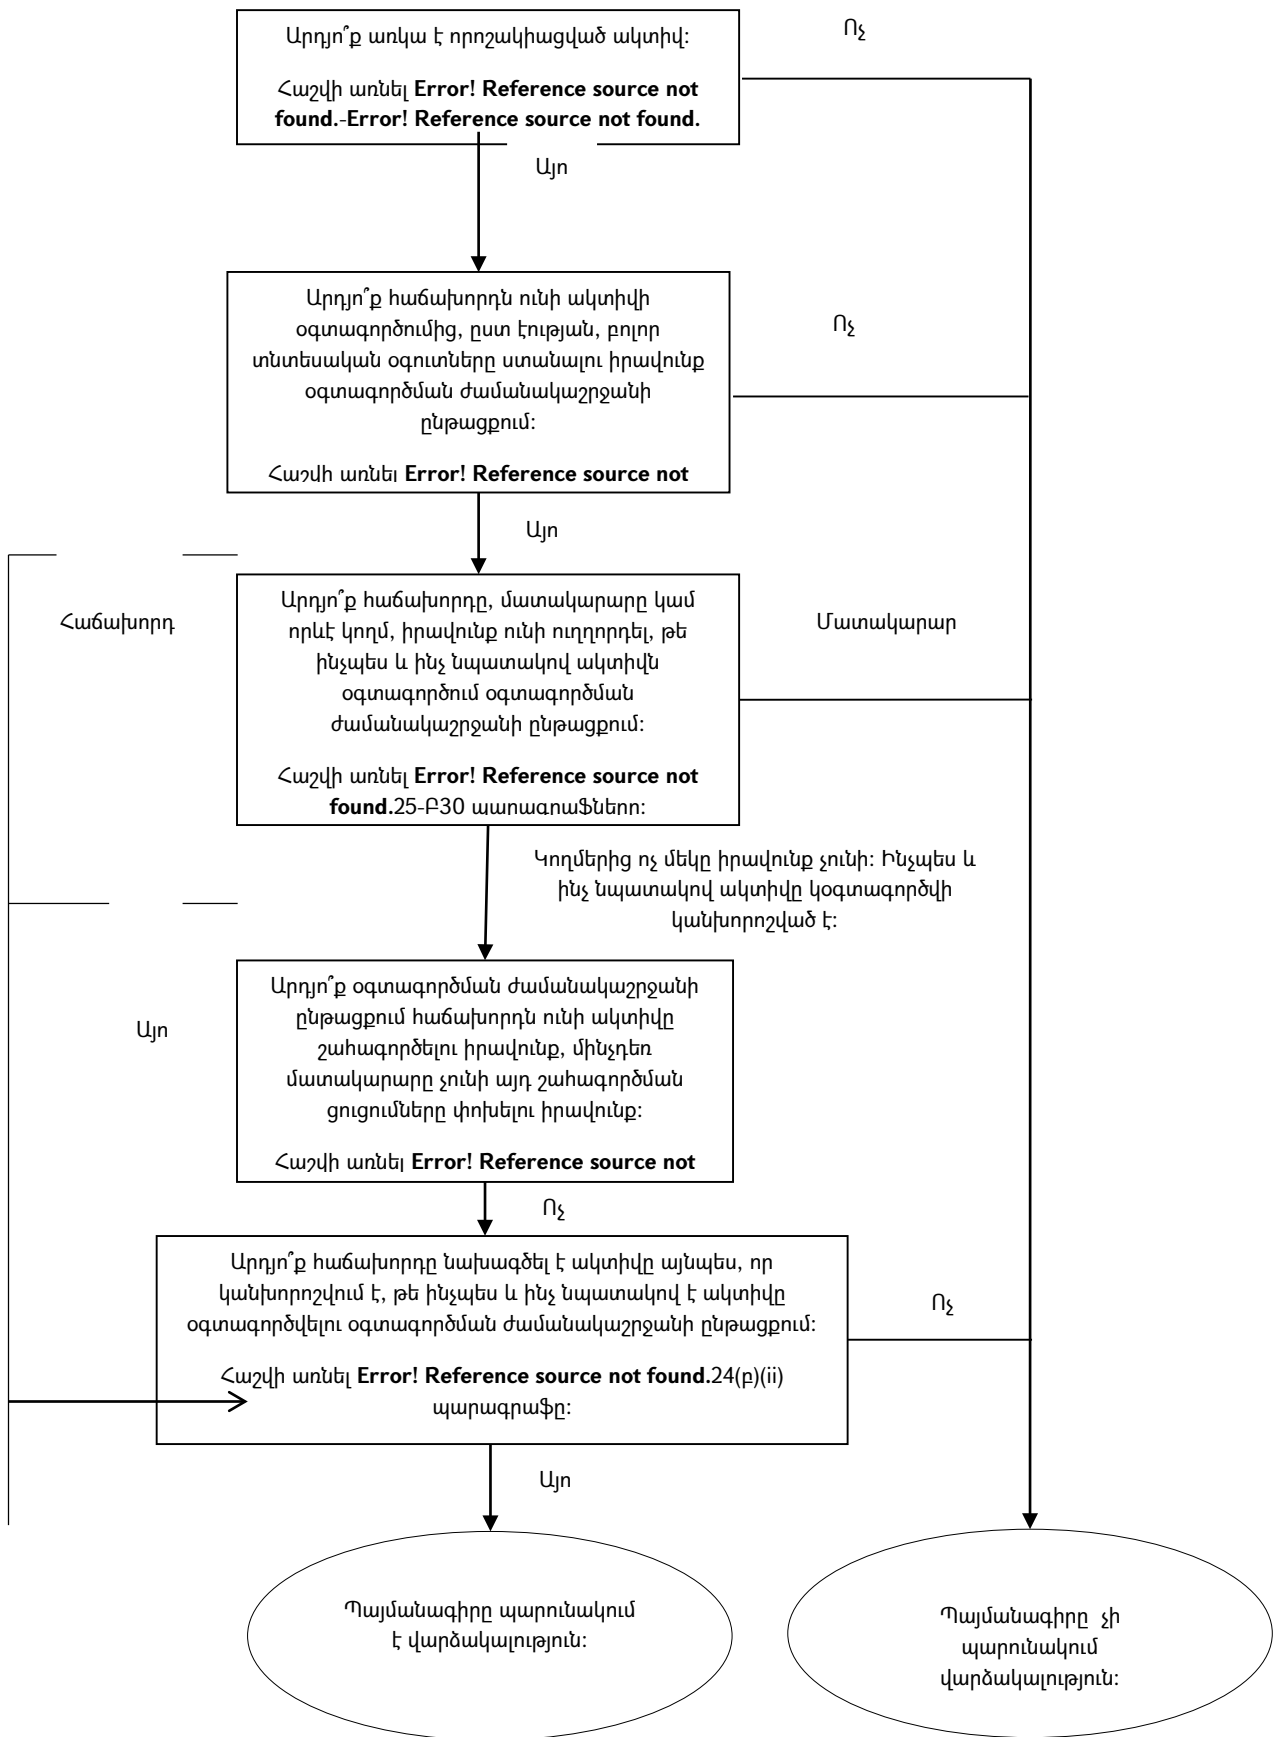 Արդյո՞ք առկա է որոշակիացված ակտիվ:
Ոչ
Հաշվի առնել Error! Reference source not
found.-Error! Reference source not found.
Այո
Արդյո՞ք հաճախորդն ունի ակտիվի
օգտագործումից, ըստ էության, բոլոր
տնտեսական օգուտները ստանալու իրավունք
օգտագործման ժամանակաշրջանի
ընթացքում:
Ոչ
Հաշվի առնել Error! Reference source not
Այո
Հաճախորդ
Արդյո՞ք հաճախորդը, մատակարարը կամ
որևէ կողմ, իրավունք ունի ուղղորդել, թե
ինչպես և ինչ նպատակով ակտիվն
օգտագործում օգտագործման
ժամանակաշրջանի ընթացքում:
Մատակարար
Հաշվի առնել Error! Reference source not
found.25-Բ30 պարագրաֆները:
Կողմերից ոչ մեկը իրավունք չունի: Ինչպես և
ինչ նպատակով ակտիվը կօգտագործվի
կանխորոշված է:
Այո
Արդյո՞ք օգտագործման ժամանակաշրջանի
ընթացքում հաճախորդն ունի ակտիվը
շահագործելու իրավունք, մինչդեռ
մատակարարը չունի այդ շահագործման
ցուցումները փոխելու իրավունք:
Հաշվի առնել Error! Reference source not
Ոչ
Արդյո՞ք հաճախորդը նախագծել է ակտիվը այնպես, որ
կանխորոշվում է, թե ինչպես և ինչ նպատակով է ակտիվը
օգտագործվելու օգտագործման ժամանակաշրջանի ընթացքում:
Ոչ
Հաշվի առնել Error! Reference source not found.24(բ)(ii)
պարագրաֆը:
Այո
Պայմանագիրը պարունակում
է վարձակալություն:
Պայմանագիրը չի
պարունակում
վարձակալություն: